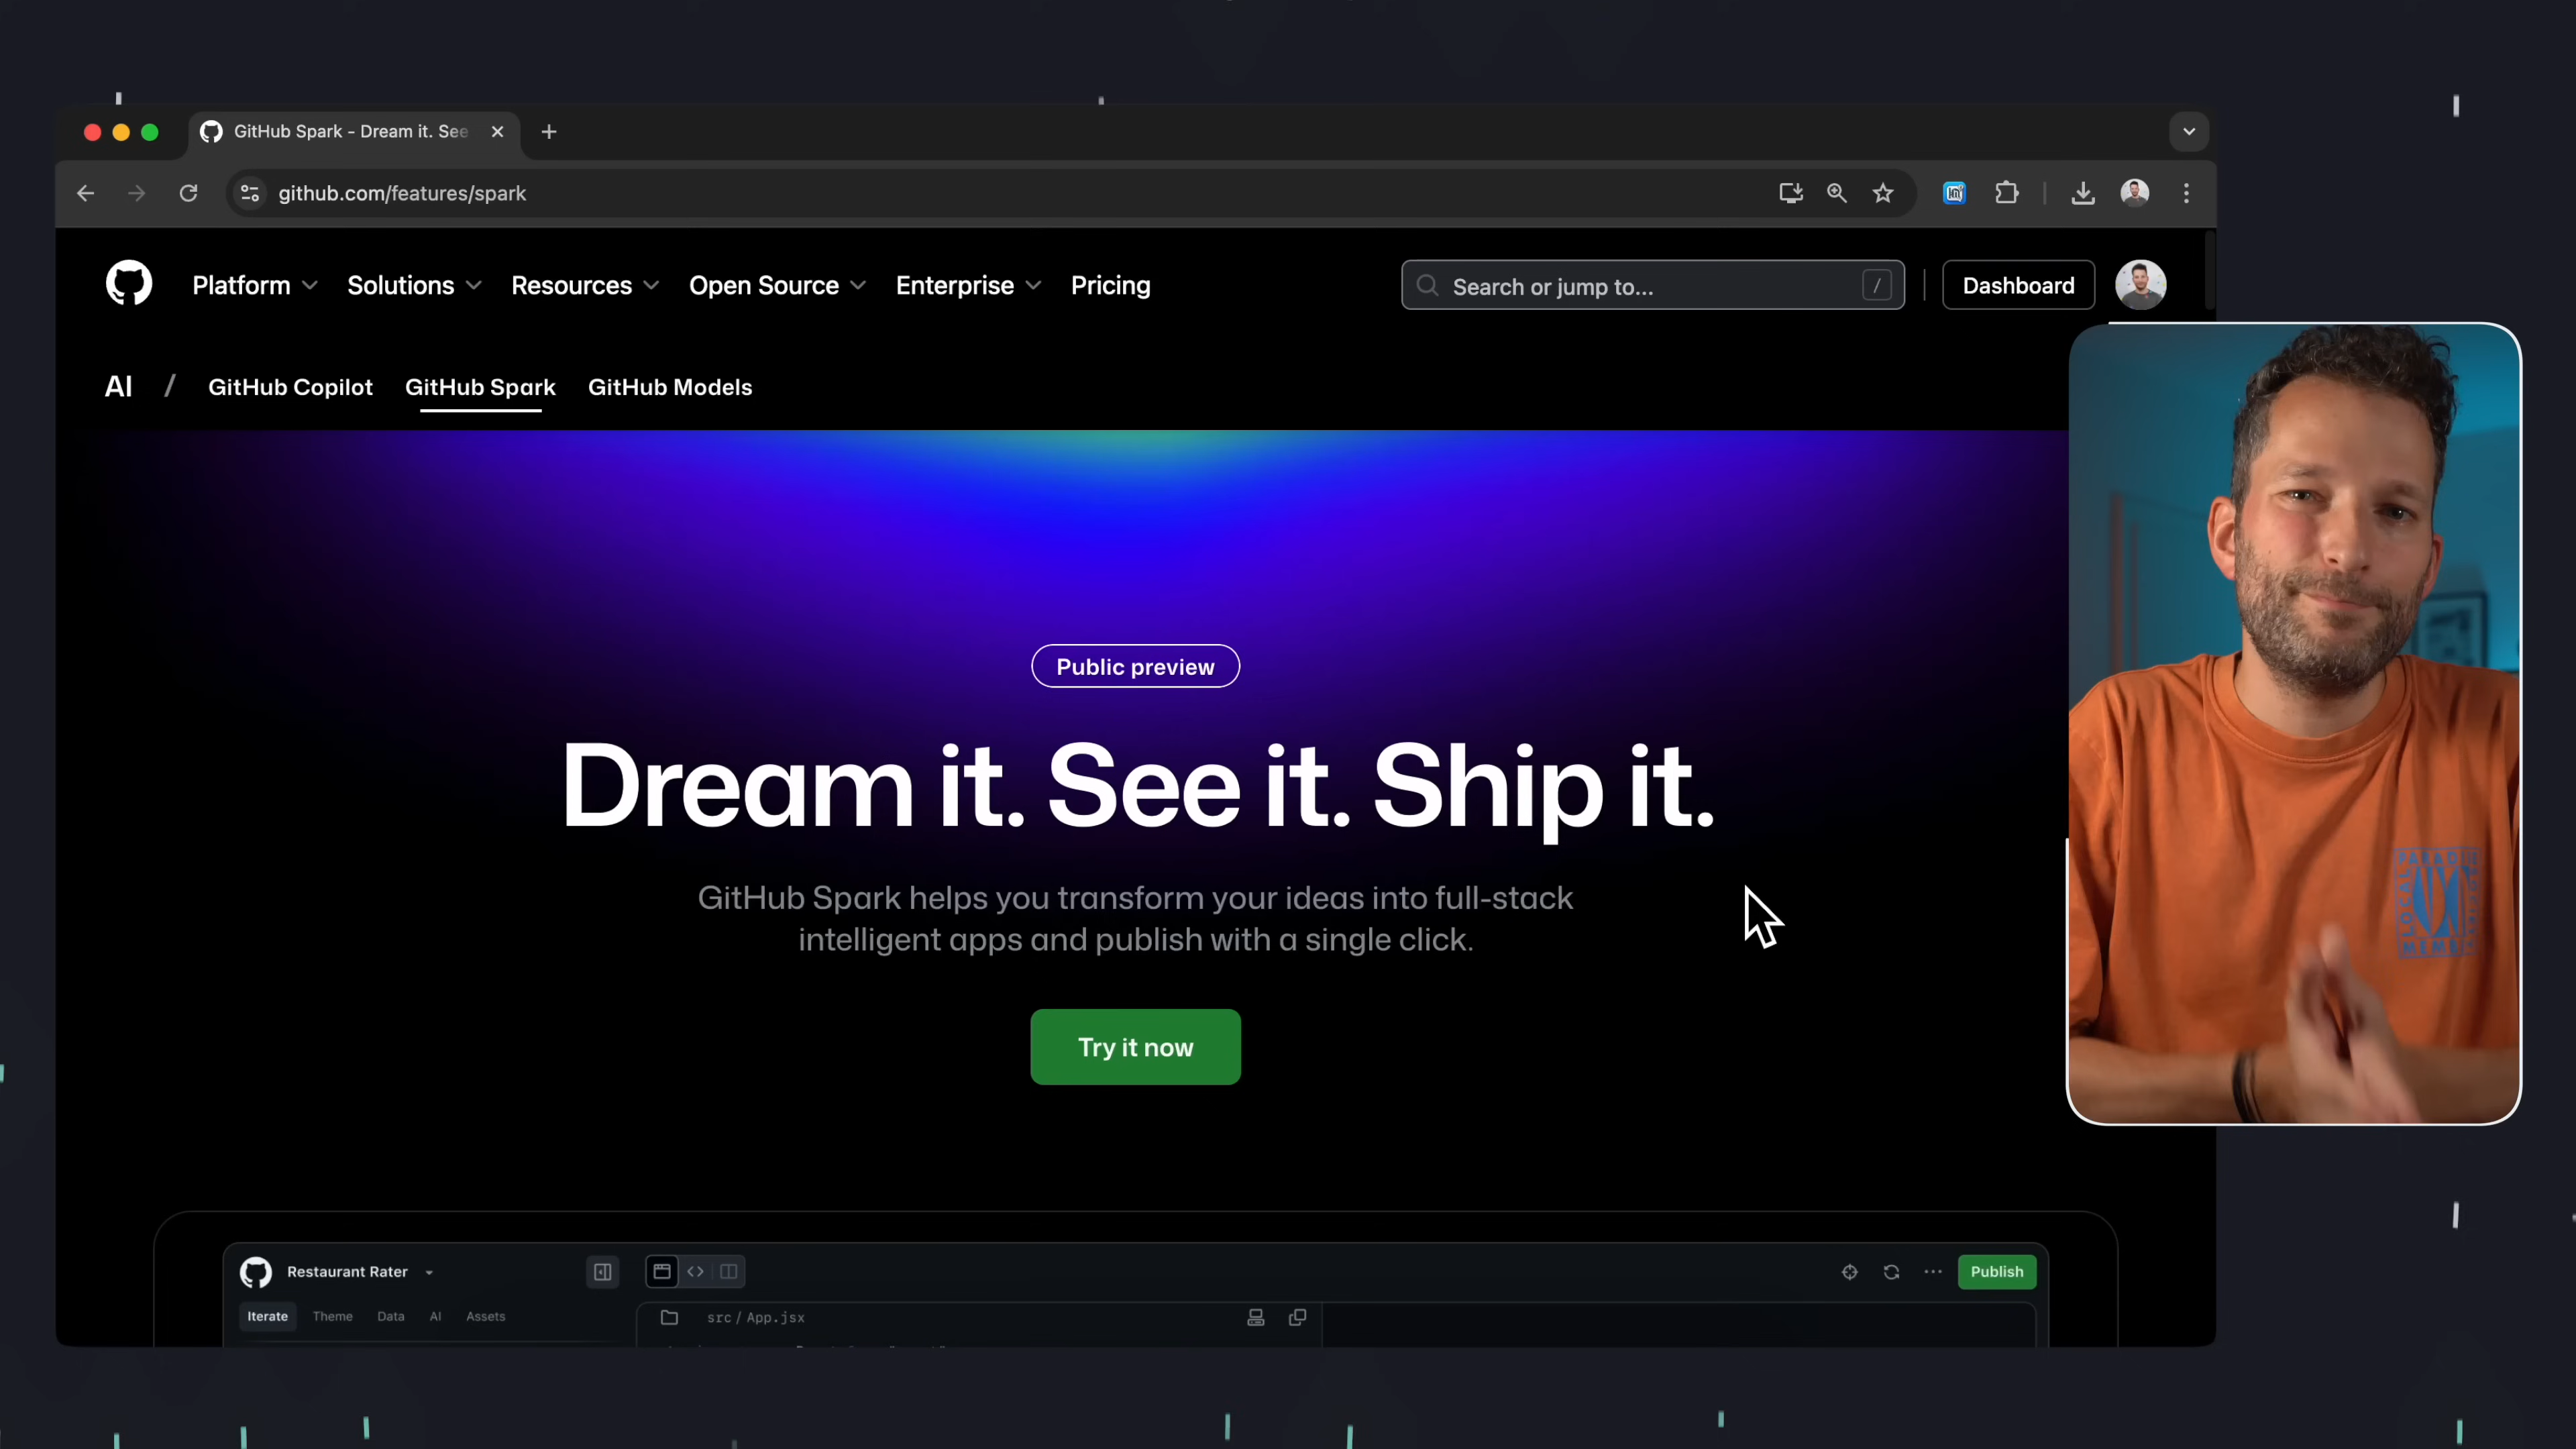 GitHub Spark - Dream it. See
github.com/features/spark
Platform Solutions Resources Open Source Enterprise Pricing
Search or jump to... /
Dashboard
AI / GitHub Copilot GitHub Spark GitHub Models
Public preview
Dream it. See it. Ship it.
GitHub Spark helps you transform your ideas into full-stack
intelligent apps and publish with a single click.
Try it now
LOCAL
MEMB
Restaurant Rater
Publish
Iterate Theme Data AI Assets
src / App.jsx